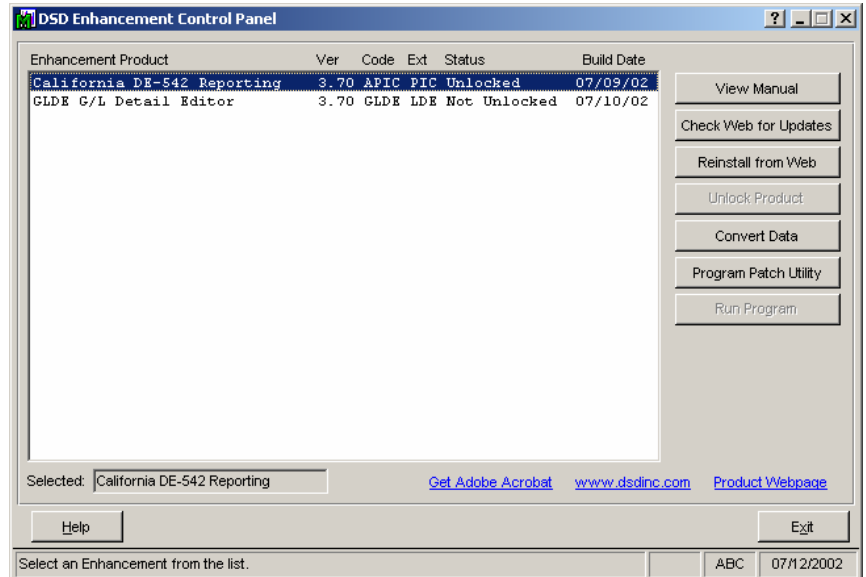 DSD Enhancement Control Panel
Enhancement Product Ver Code Ext Status Build Date
California DE-542 Reporting 3.70 APIC PIC Unlocked 07/09/02
GLDE G/L Detail Editor 3.70 GLDE LDE Not Unlocked 07/10/02
View Manual
Check Web for Updates
Reinstall from Web
Unlock Product
Convert Data
Program Patch Utility
Run Program
Selected: California DE-542 Reporting Get Adobe Acrobat www.dsdinc.com Product Webpage
Help Exit
Select an Enhancement from the list. ABC 07/12/2002